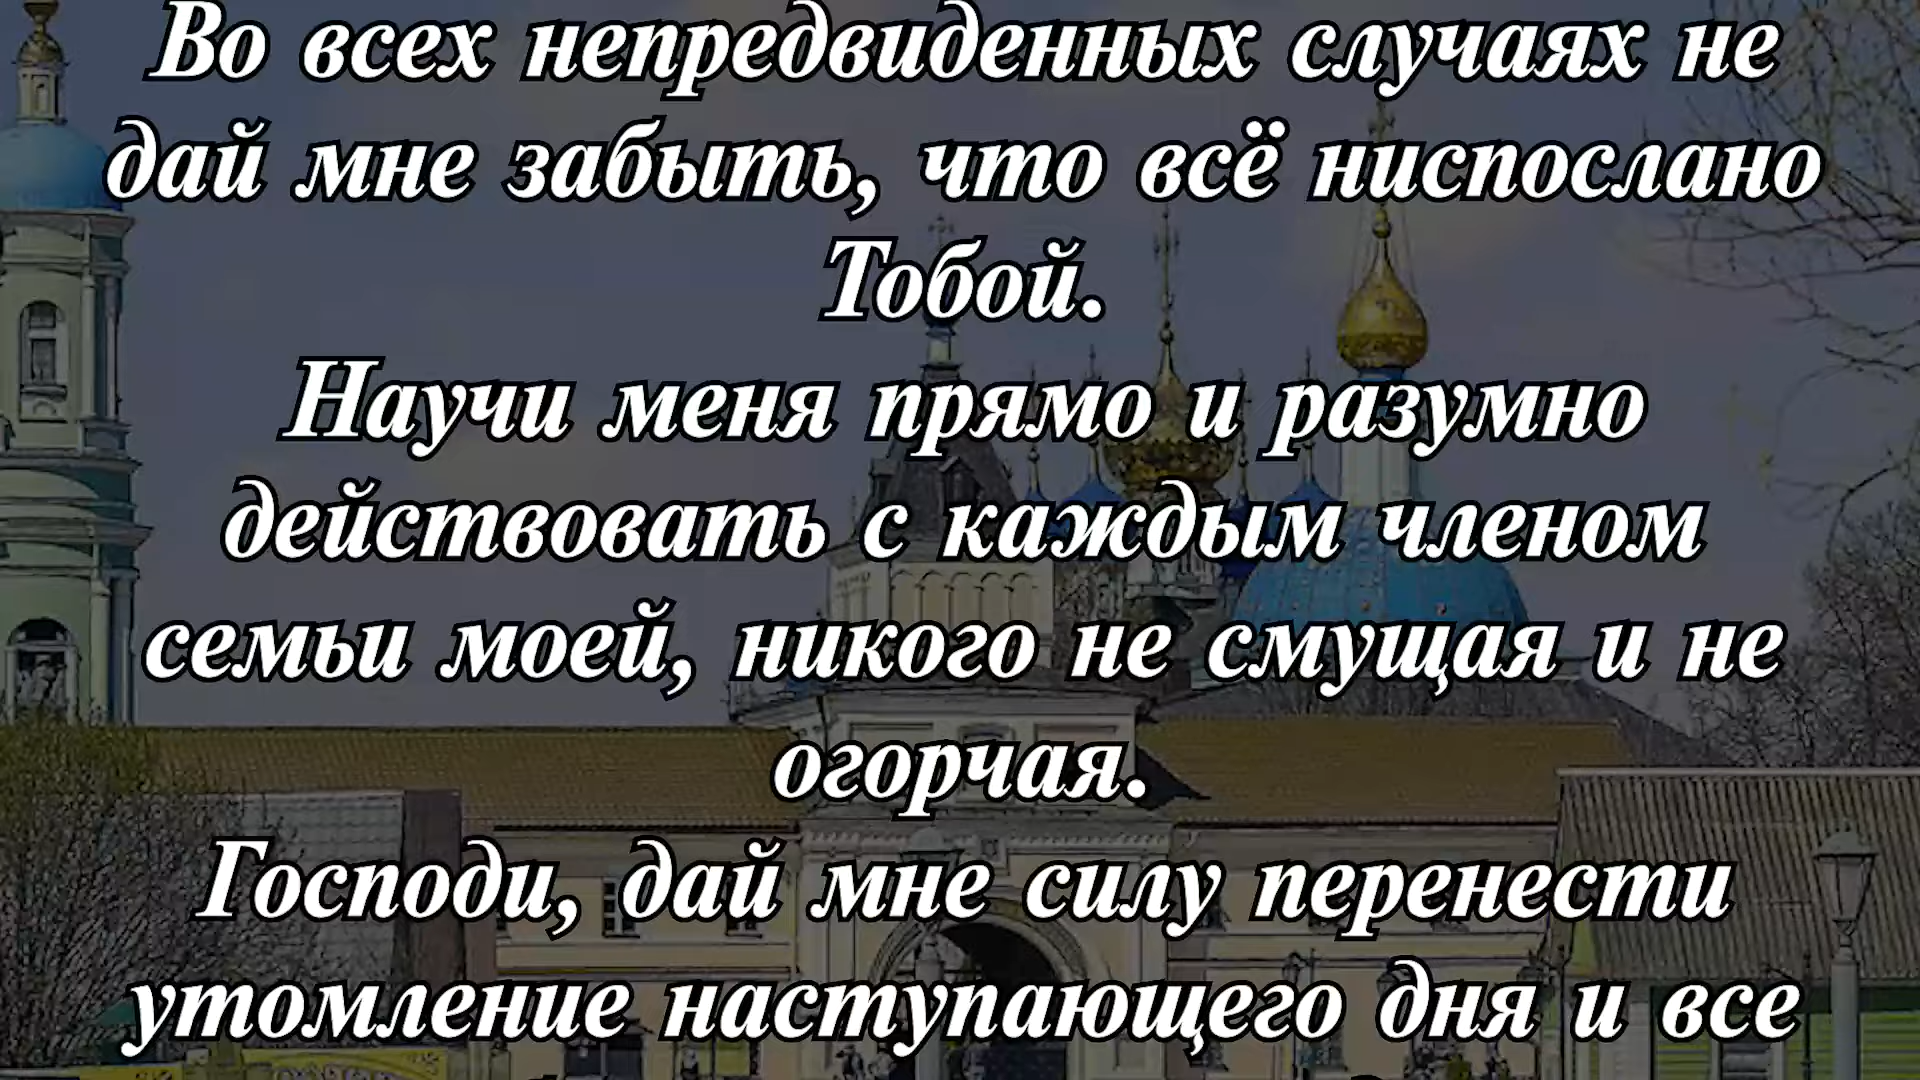 Во всех непредвиденных случаях не
дай мне забыть, что всё ниспослано
Тобой.
Научи меня прямо и разумно
действовать с каждым членом
семьи моей, никого не смущая и не
огорчая.
Господи, дай мне силу перенести
утомление наступающего дня и все